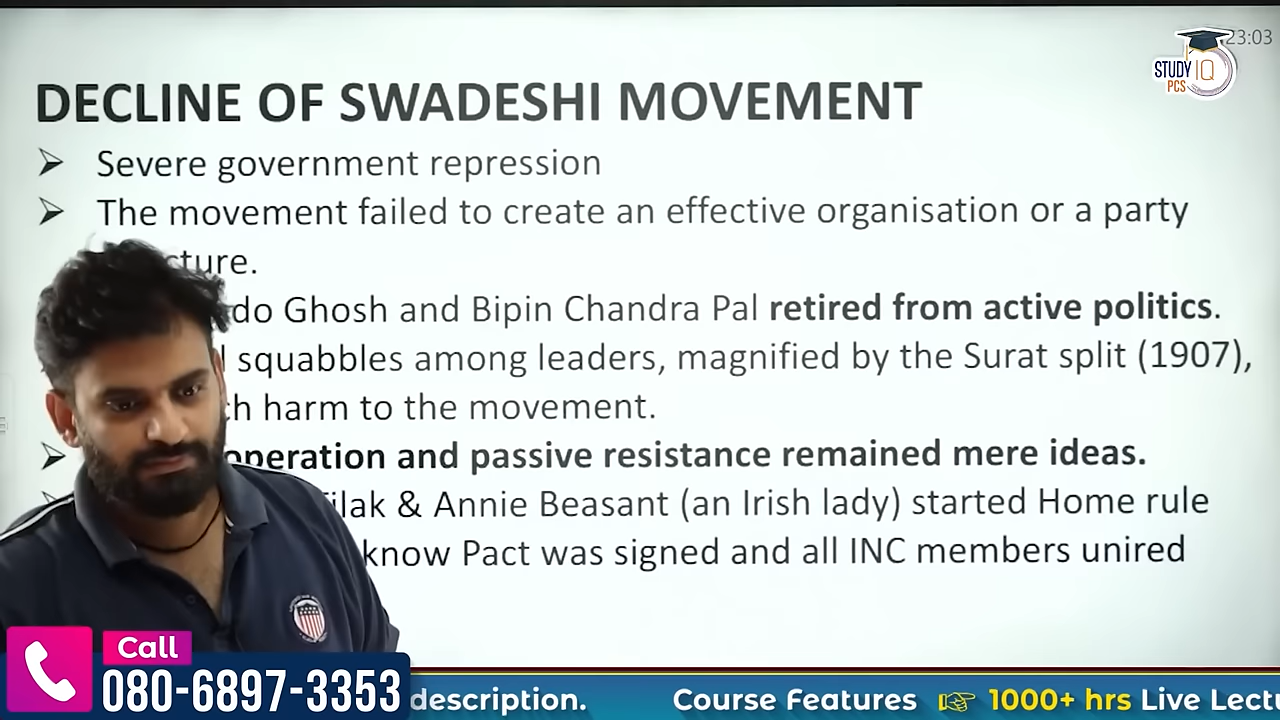 23:03
STUDY IQ
PCS
DECLINE OF SWADESHI MOVEMENT
➢ Severe government repression
➢ The movement failed to create an effective organisation or a party
cture.
do Ghosh and Bipin Chandra Pal retired from active politics.
squabbles among leaders, magnified by the Surat split (1907),
ch harm to the movement.
➢ operation and passive resistance remained mere ideas.
ilak & Annie Beasant (an Irish lady) started Home rule
know Pact was signed and all INC members unired
Call
080-6897-3353
description. Course Features 1000+ hrs Live Lectu